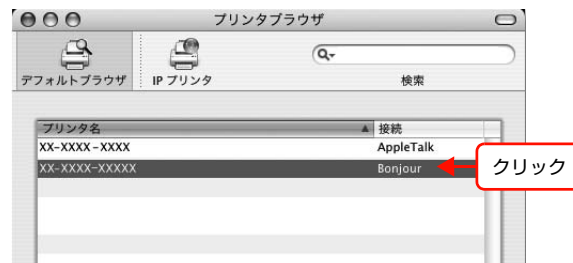 プリンタブラウザ
デフォルトブラウザ
IP プリンタ
検索
プリンタ名 接続
XX-XXXX-XXXX AppleTalk
XX-XXXX-XXXXX Bonjour
クリック